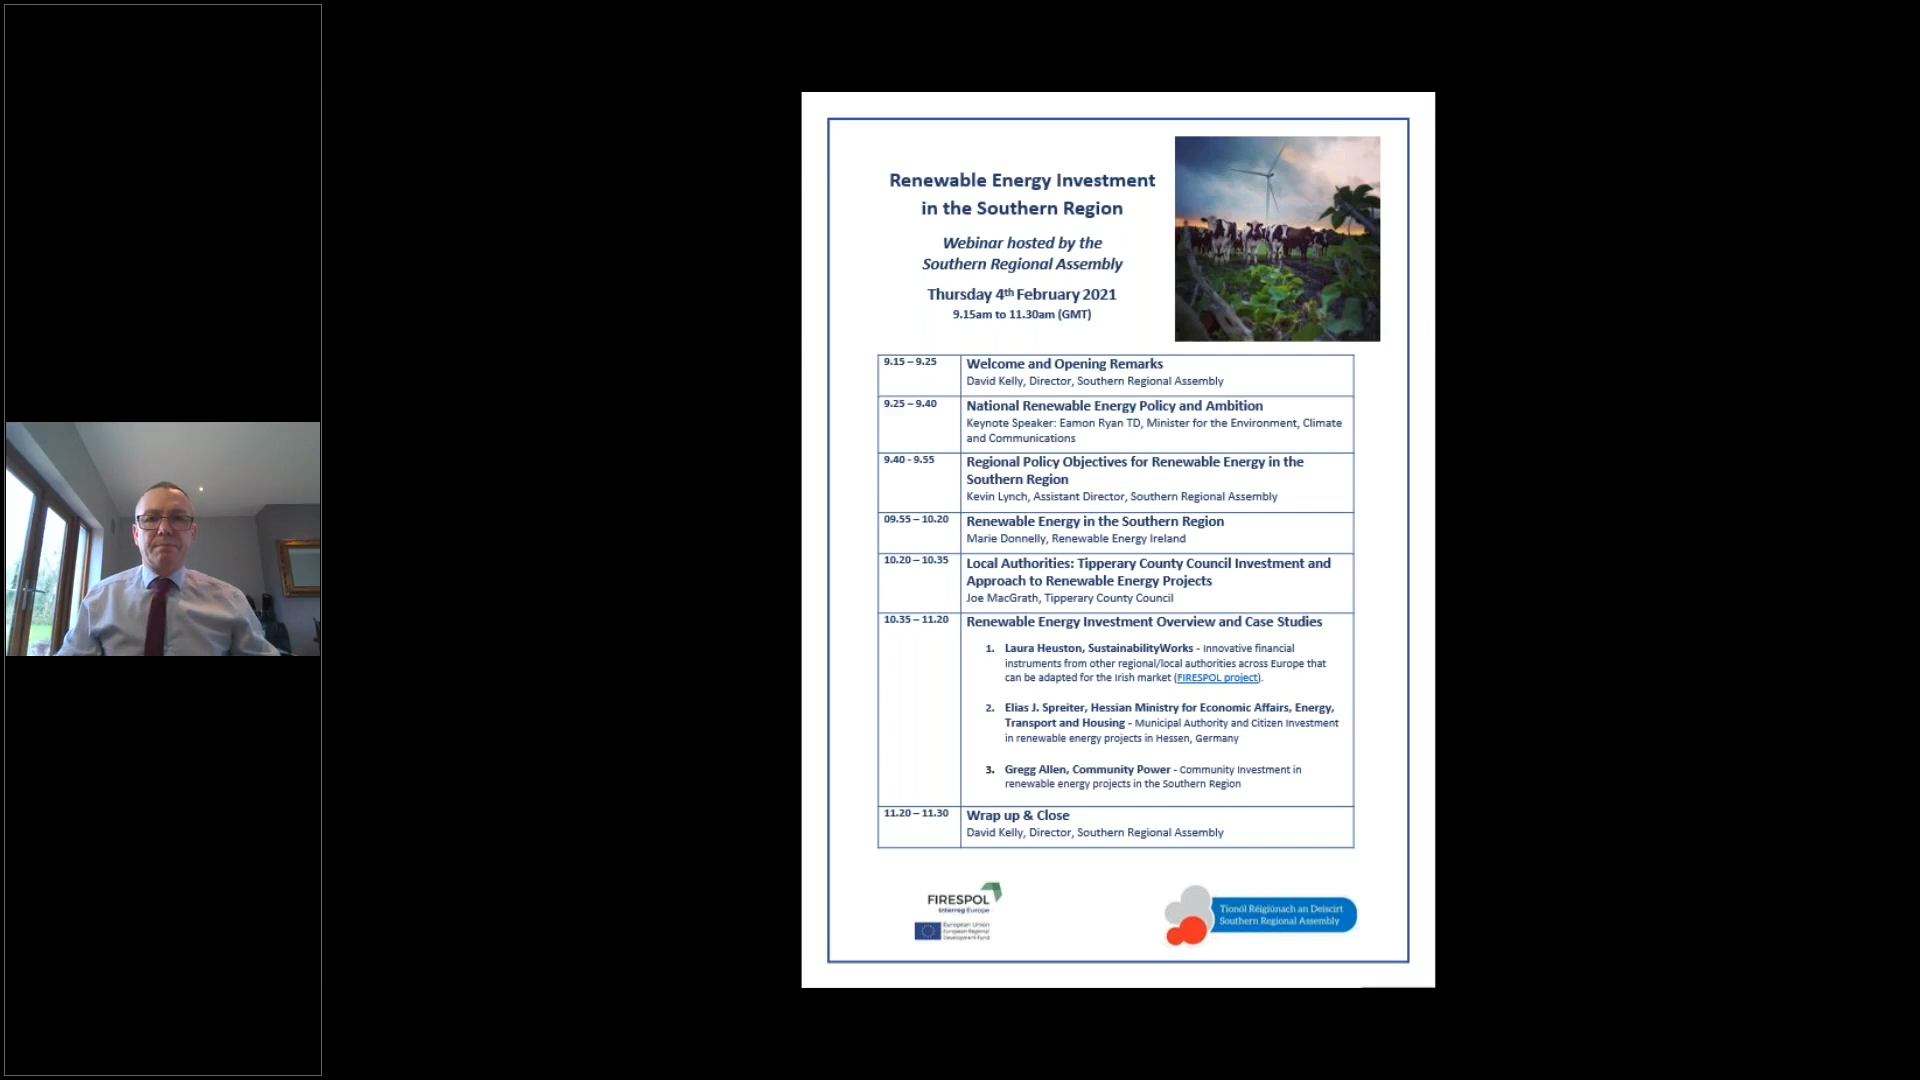 Renewable Energy Investment
in the Southern Region
Webinar hosted by the
Southern Regional Assembly
Thursday 4th February 2021
9.15am to 11.30am (GMT)
9.15 – 9.25
Welcome and Opening Remarks
David Kelly, Director, Southern Regional Assembly
9.25 – 9.40
National Renewable Energy Policy and Ambition
Keynote Speaker: Eamon Ryan TD, Minister for the Environment, Climate
and Communications
9.40 - 9.55
Regional Policy Objectives for Renewable Energy in the
Southern Region
Kevin Lynch, Assistant Director, Southern Regional Assembly
09.55 – 10.20
Renewable Energy in the Southern Region
Marie Donnelly, Renewable Energy Ireland
10.20 – 10.35
Local Authorities: Tipperary County Council Investment and
Approach to Renewable Energy Projects
Joe MacGrath, Tipperary County Council
10.35 – 11.20
Renewable Energy Investment Overview and Case Studies
1. Laura Heuston, SustainabilityWorks - Innovative financial
instruments from other regional/local authorities across Europe that
can be adapted for the Irish market (FIRESPOL project).
2. Elias J. Spreiter, Hessian Ministry for Economic Affairs, Energy,
Transport and Housing - Municipal Authority and Citizen Investment
in renewable energy projects in Hessen, Germany
3. Gregg Allen, Community Power - Community Investment in
renewable energy projects in the Southern Region
11.20 – 11.30
Wrap up & Close
David Kelly, Director, Southern Regional Assembly
FIRESPOL
Interreg Europe
European Union
European Regional
Development Fund
Tionól Réigiúnach an Deiscirt
Southern Regional Assembly